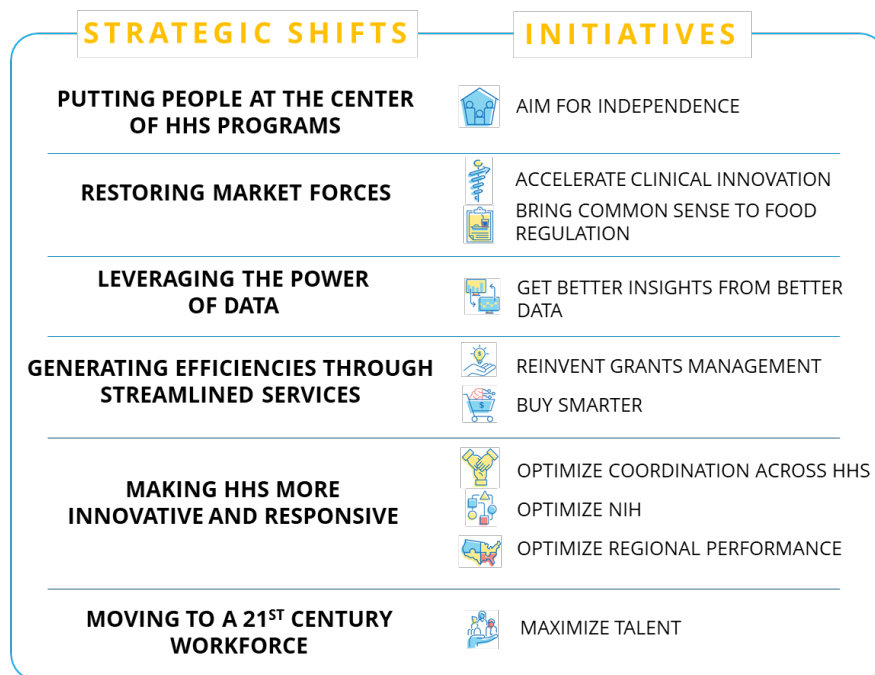 STRATEGIC SHIFTS
INITIATIVES
PUTTING PEOPLE AT THE CENTER
OF HHS PROGRAMS
AIM FOR INDEPENDENCE
RESTORING MARKET FORCES
ACCELERATE CLINICAL INNOVATION
BRING COMMON SENSE TO FOOD
REGULATION
LEVERAGING THE POWER
OF DATA
GET BETTER INSIGHTS FROM BETTER
DATA
GENERATING EFFICIENCIES THROUGH
STREAMLINED SERVICES
REINVENT GRANTS MANAGEMENT
BUY SMARTER
MAKING HHS MORE
INNOVATIVE AND RESPONSIVE
OPTIMIZE COORDINATION ACROSS HHS
OPTIMIZE NIH
OPTIMIZE REGIONAL PERFORMANCE
MOVING TO A 21ST CENTURY
WORKFORCE
MAXIMIZE TALENT